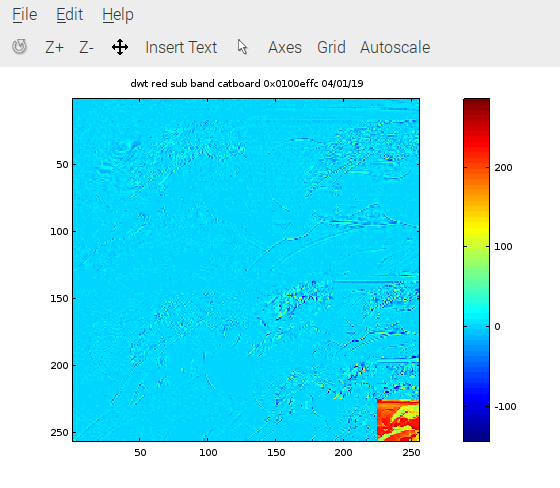 File Edit Help
Z+ Z- Insert Text Axes Grid Autoscale
dwt red sub band catboard 0x0100effc 04/01/19
50
100
150
200
250
50 100 150 200 250
200
100
0
-100